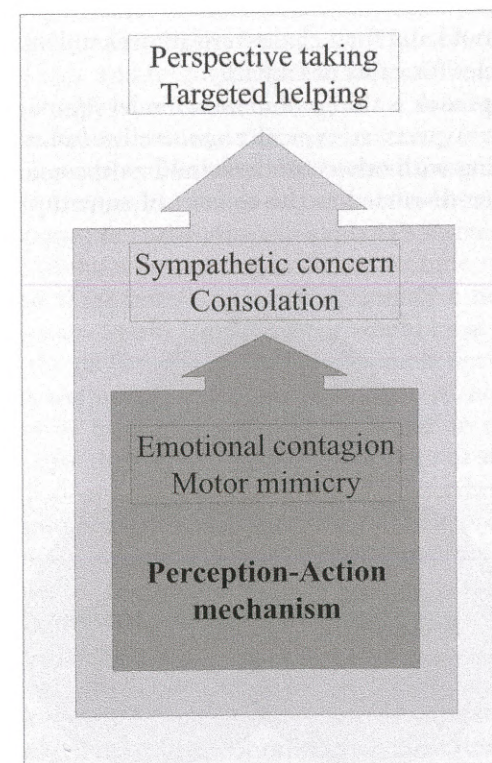 Perspective taking
Targeted helping
Sympathetic concern
Consolation
Emotional contagion
Motor mimicry
Perception-Action
mechanism